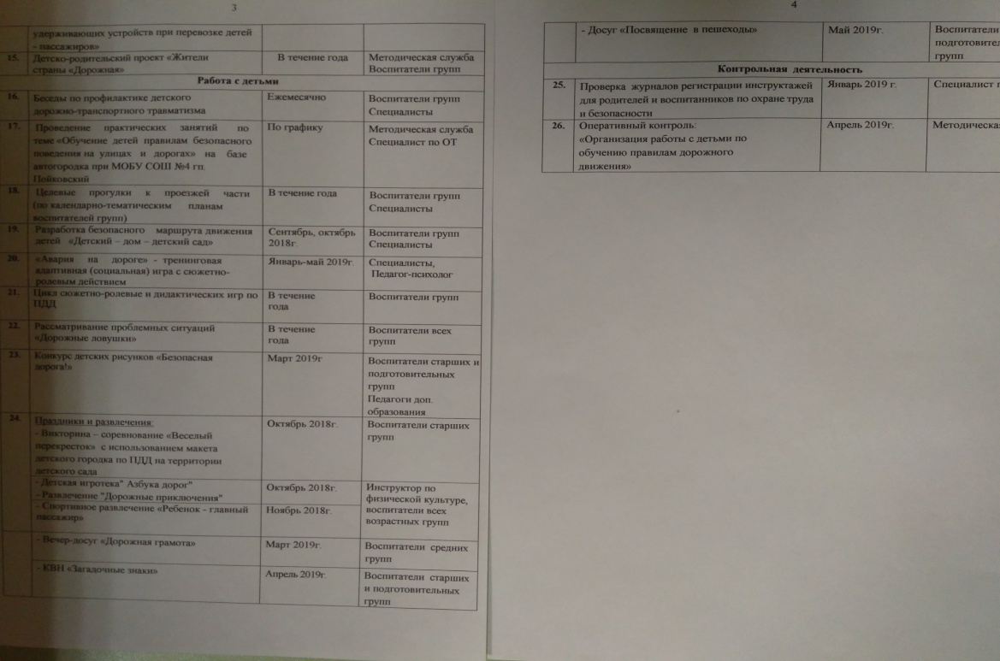 3
удерживающих устройств при перевозке детей
- пассажиров»
15. Детско-родительский проект «Жители
страны «Дорожная»
В течение года
Методическая служба
Воспитатели групп
Работа с детьми
16. Беседы по профилактике детского
дорожно-транспортного травматизма
Ежемесячно
Воспитатели групп
Специалисты
17. Проведение практических занятий по
теме «Обучение детей правилам безопасного
поведения на улицах и дорогах» на базе
автогородка при МОБУ СОШ №4 гп.
Пойковский
По графику
Методическая служба
Специалист по ОТ
18. Целевые прогулки к проезжей части
(по календарно-тематическим планам
воспитателей групп)
В течение года
Воспитатели групп
Специалисты
19. Разработка безопасного маршрута движения
детей «Детский – дом – детский сад»
Сентябрь, октябрь
2018г.
Воспитатели групп
Специалисты
20. «Авария на дороге» - тренинговая
адаптивная (социальная) игра с сюжетно-
ролевым действием
Январь-май 2019г.
Специалисты,
Педагог-психолог
21. Цикл сюжетно-ролевые и дидактических игр по
ПДД
В течение
года
Воспитатели групп
22. Рассматривание проблемных ситуаций
«Дорожные ловушки»
В течение
года
Воспитатели всех
групп
23. Конкурс детских рисунков «Безопасная
дорога!»
Март 2019г
Воспитатели старших и
подготовительных
групп
Педагоги доп.
образования
24. Праздники и развлечения:
- Викторина – соревнование «Веселый
перекресток» с использованием макета
детского городка по ПДД на территории
детского сада
Октябрь 2018г.
Воспитатели старших
групп
- Детская игротека" Азбука дорог"
- Развлечение "Дорожные приключения"
Октябрь 2018г.
Инструктор по
физической культуре,
воспитатели всех
возрастных групп
- Спортивное развлечение «Ребенок - главный
пассажир»
Ноябрь 2018г.
- Вечер-досуг «Дорожная грамота»
Март 2019г.
Воспитатели средних
групп
- КВН «Загадочные знаки»
Апрель 2019г.
Воспитатели старших
и подготовительных
групп
4
- Досуг «Посвящение в пешеходы»
Май 2019г.
Воспитатели
подготовител
групп
Контрольная деятельность
25. Проверка журналов регистрации инструктажей
для родителей и воспитанников по охране труда
и безопасности
Январь 2019 г.
Специалист п
26. Оперативный контроль:
«Организация работы с детьми по
обучению правилам дорожного
движения»
Апрель 2019г.
Методическая